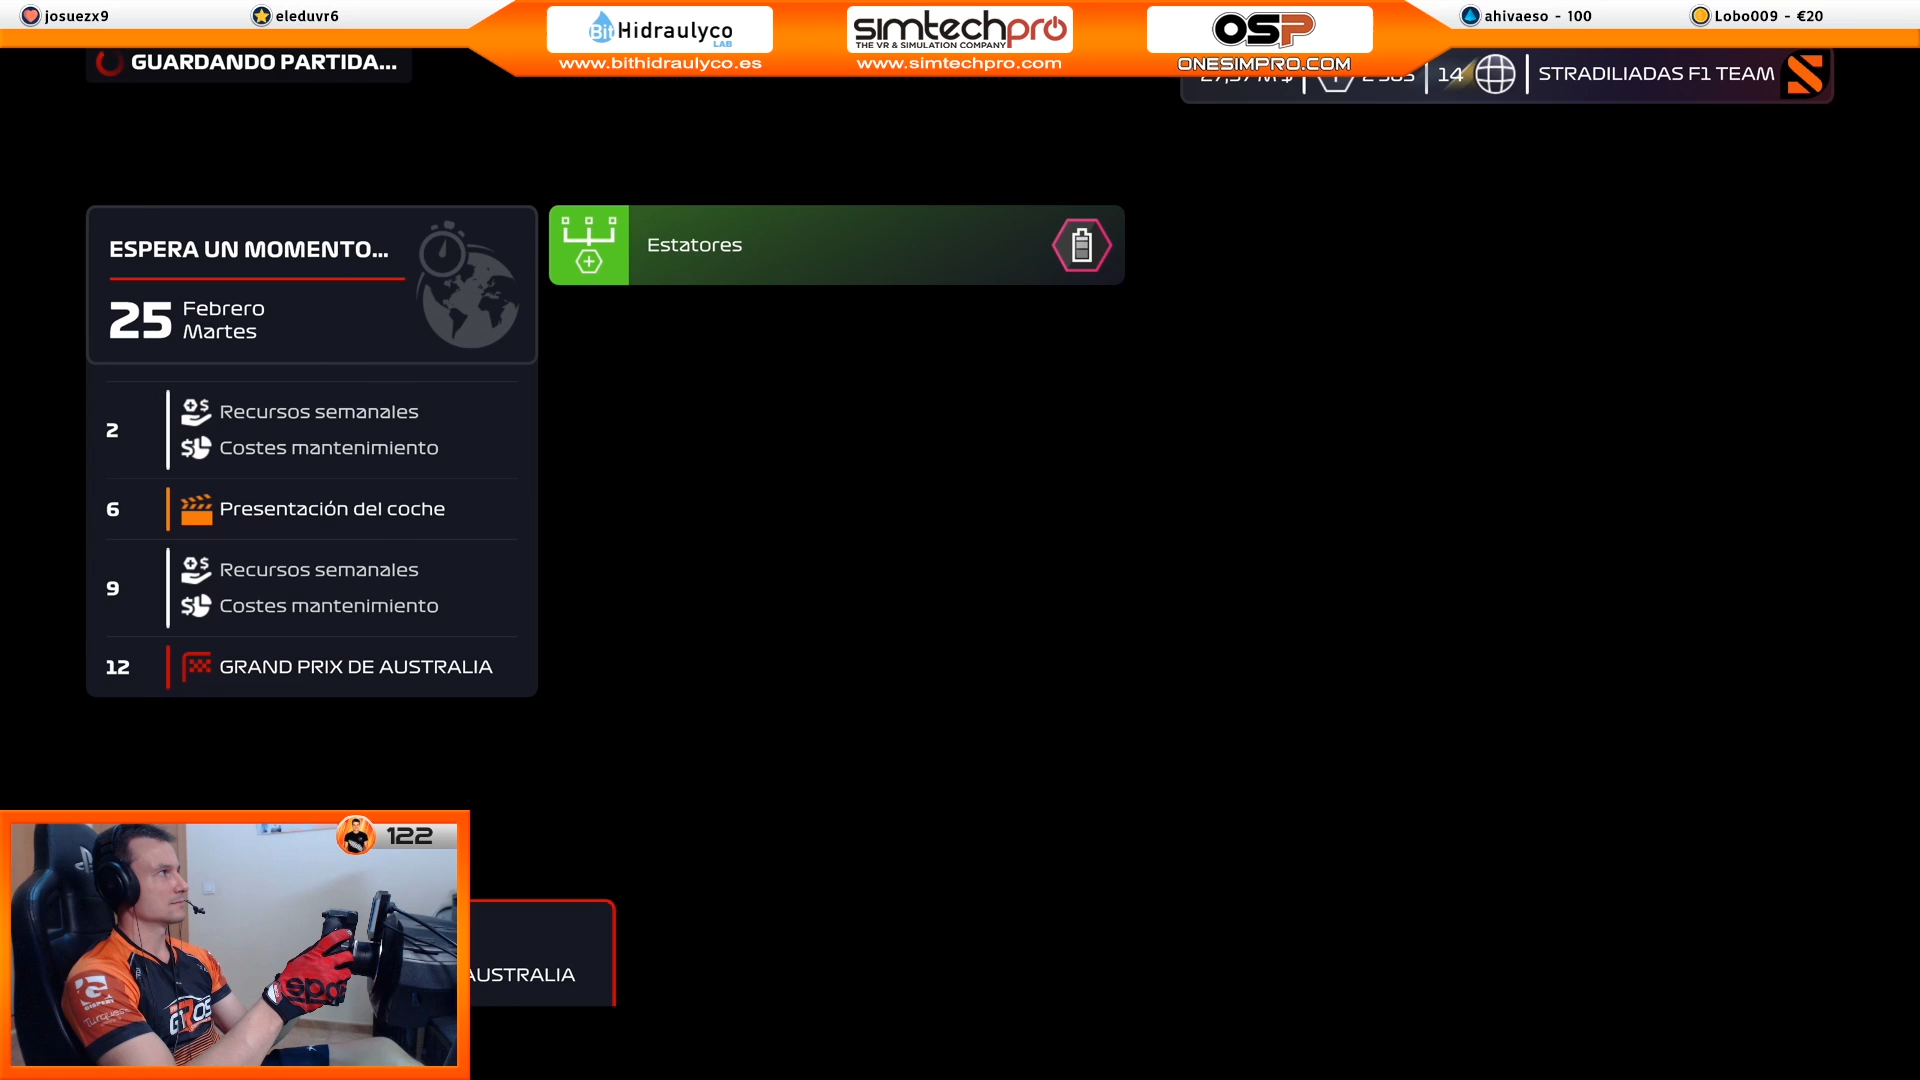 josuezx9
eleduvr6
BitHidraulyco
LAB
www.bithidraulyco.es
simtechpro
THE VR & SIMULATION COMPANY
www.simtechpro.com
OSP
ONESIMPRO.COM
ahivaeso - 100
Lobo009 - €20
GUARDANDO PARTIDA...
14
STRADILIADAS F1 TEAM
ESPERA UN MOMENTO...
25
Febrero
Martes
Estatores
2
Recursos semanales
Costes mantenimiento
6
Presentación del coche
9
Recursos semanales
Costes mantenimiento
12
GRAND PRIX DE AUSTRALIA
122
AUSTRALIA